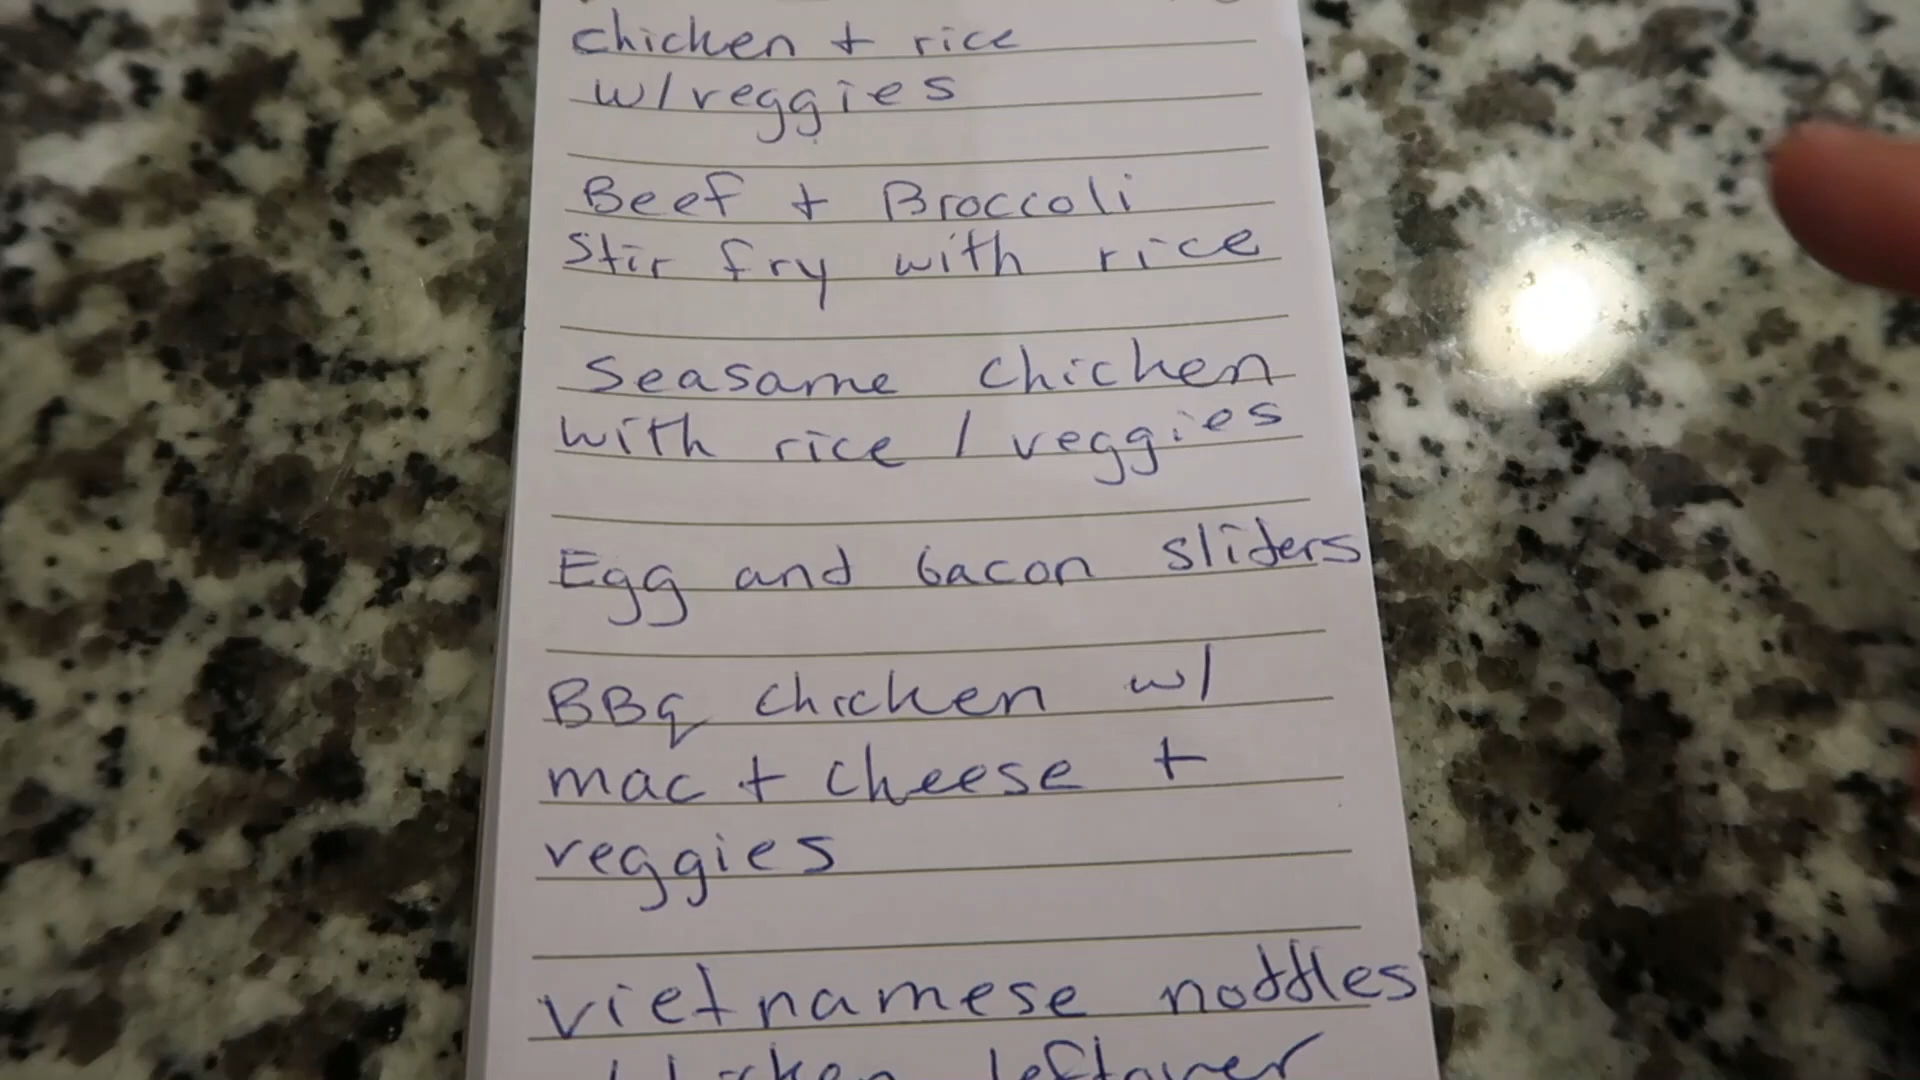 chicken + rice
w/veggies
Beef + Broccoli
Stir fry with rice
Seasame chicken
with rice / veggies
Egg and bacon sliders
BBq chicken w/
mac + cheese +
veggies
vietnamese noddles
leftover